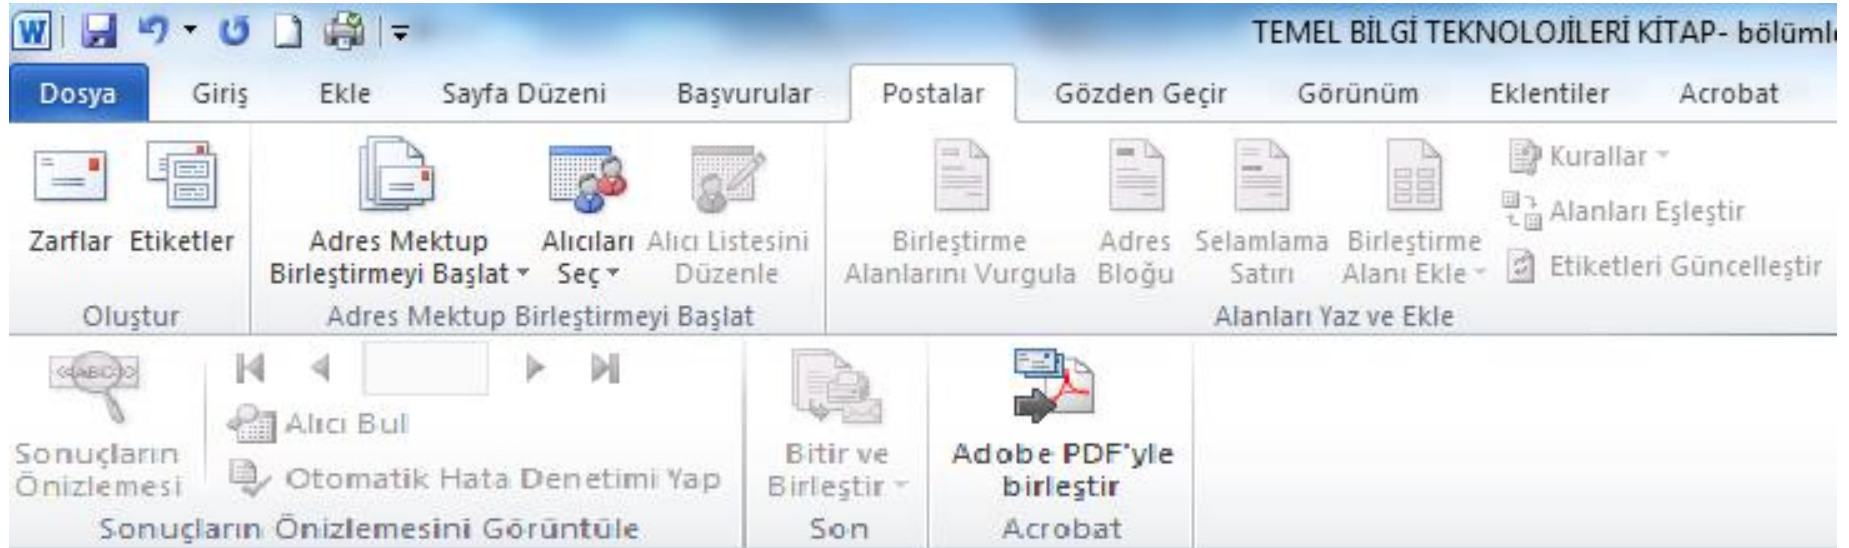 TEMEL BİLGİ TEKNOLOJİLERİ KİTAP- bölümle
Dosya Giriş Ekle Sayfa Düzeni Başvurular Postalar Gözden Geçir Görünüm Eklentiler Acrobat
Zarflar
Etiketler
Oluştur
Adres Mektup
Birleştirmeyi Başlat
Alıcıları
Seç
Alıcı Listesini
Düzenle
Adres Mektup Birleştirmeyi Başlat
Birleştirme
Alanlarını Vurgula
Adres
Bloğu
Selamlama
Satırı
Birleştirme
Alanı Ekle
Kurallar
Alanları Eşleştir
Etiketleri Güncelleştir
Alanları Yaz ve Ekle
«ABC»
Sonuçların
Önizlemesi
Alıcı Bul
Otomatik Hata Denetimi Yap
Sonuçların Önizlemesini Görüntüle
Bitir ve
Birleştir
Son
Adobe PDF'yle
birleştir
Acrobat